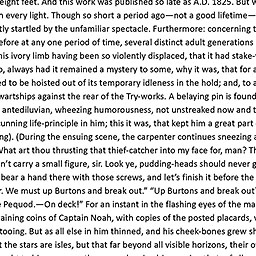 eight feet. And this work was published so late as A.D. 1825. But w
n every light. Though so short a period ago—not a good lifetime—
tly startled by the unfamiliar spectacle. Furthermore: concerning t
efore at any one period of time, several distinct adult generations
his ivory limb having been so violently displaced, that it had stake-
o, always had it remained a mystery to some, why it was, that for a
ed to be hoisted out of its temporary idleness in the hold; and, to a
wartships against the rear of the Try-works. A belaying pin is found
antediluvian, wheezing humorousness, not unstreaked now and t
cunning life-principle in him; this it was, that kept him a great part
ng). (During the ensuing scene, the carpenter continues sneezing a
What art thou thrusting that thief-catcher into my face for, man? Th
n't carry a small figure, sir. Look ye, pudding-heads should never g
bear a hand there with those screws, and let's finish it before the
r. We must up Burtons and break out." "Up Burtons and break out?
e Pequod.—On deck!" For an instant in the flashing eyes of the ma
aining coins of Captain Noah, with copies of the posted placards, v
tooing. But as all else in him thinned, and his cheek-bones grew sh
t the stars are isles, but that far beyond all visible horizons, their o